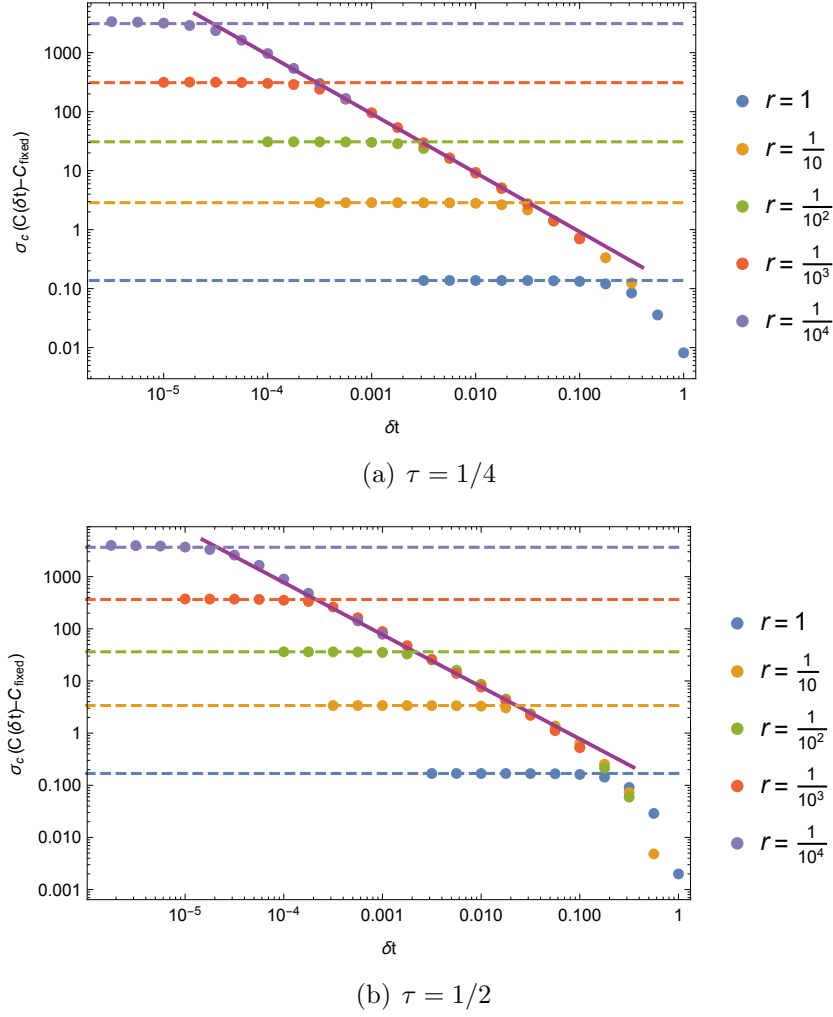 1000
100
10
1
0.10
0.01
σc (C(δt)–Cfixed)
10⁻⁵ 10⁻⁴ 0.001 0.010 0.100 1
δt
r = 1
r = 1/10
r = 1/10²
r = 1/10³
r = 1/10⁴
(a) τ = 1/4
1000
100
10
1
0.100
0.010
0.001
σc (C(δt)–Cfixed)
10⁻⁵ 10⁻⁴ 0.001 0.010 0.100 1
δt
r = 1
r = 1/10
r = 1/10²
r = 1/10³
r = 1/10⁴
(b) τ = 1/2